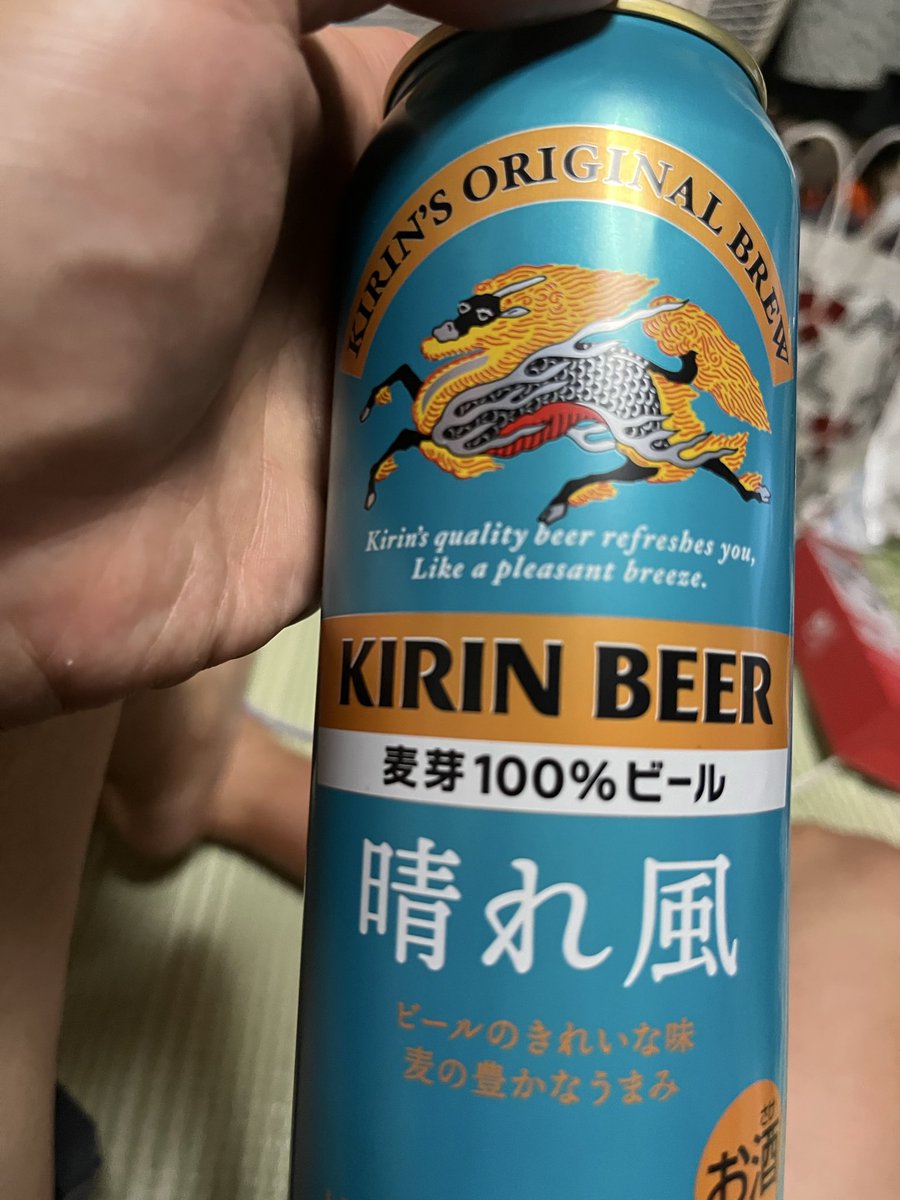 KIRIN'S ORIGINAL BREW
Kirin's quality beer refreshes you,
Like a pleasant breeze.
KIRIN BEER
麦芽100%ビール
晴れ風
ビールのきれいな味
麦の豊かなうまみ
お酒